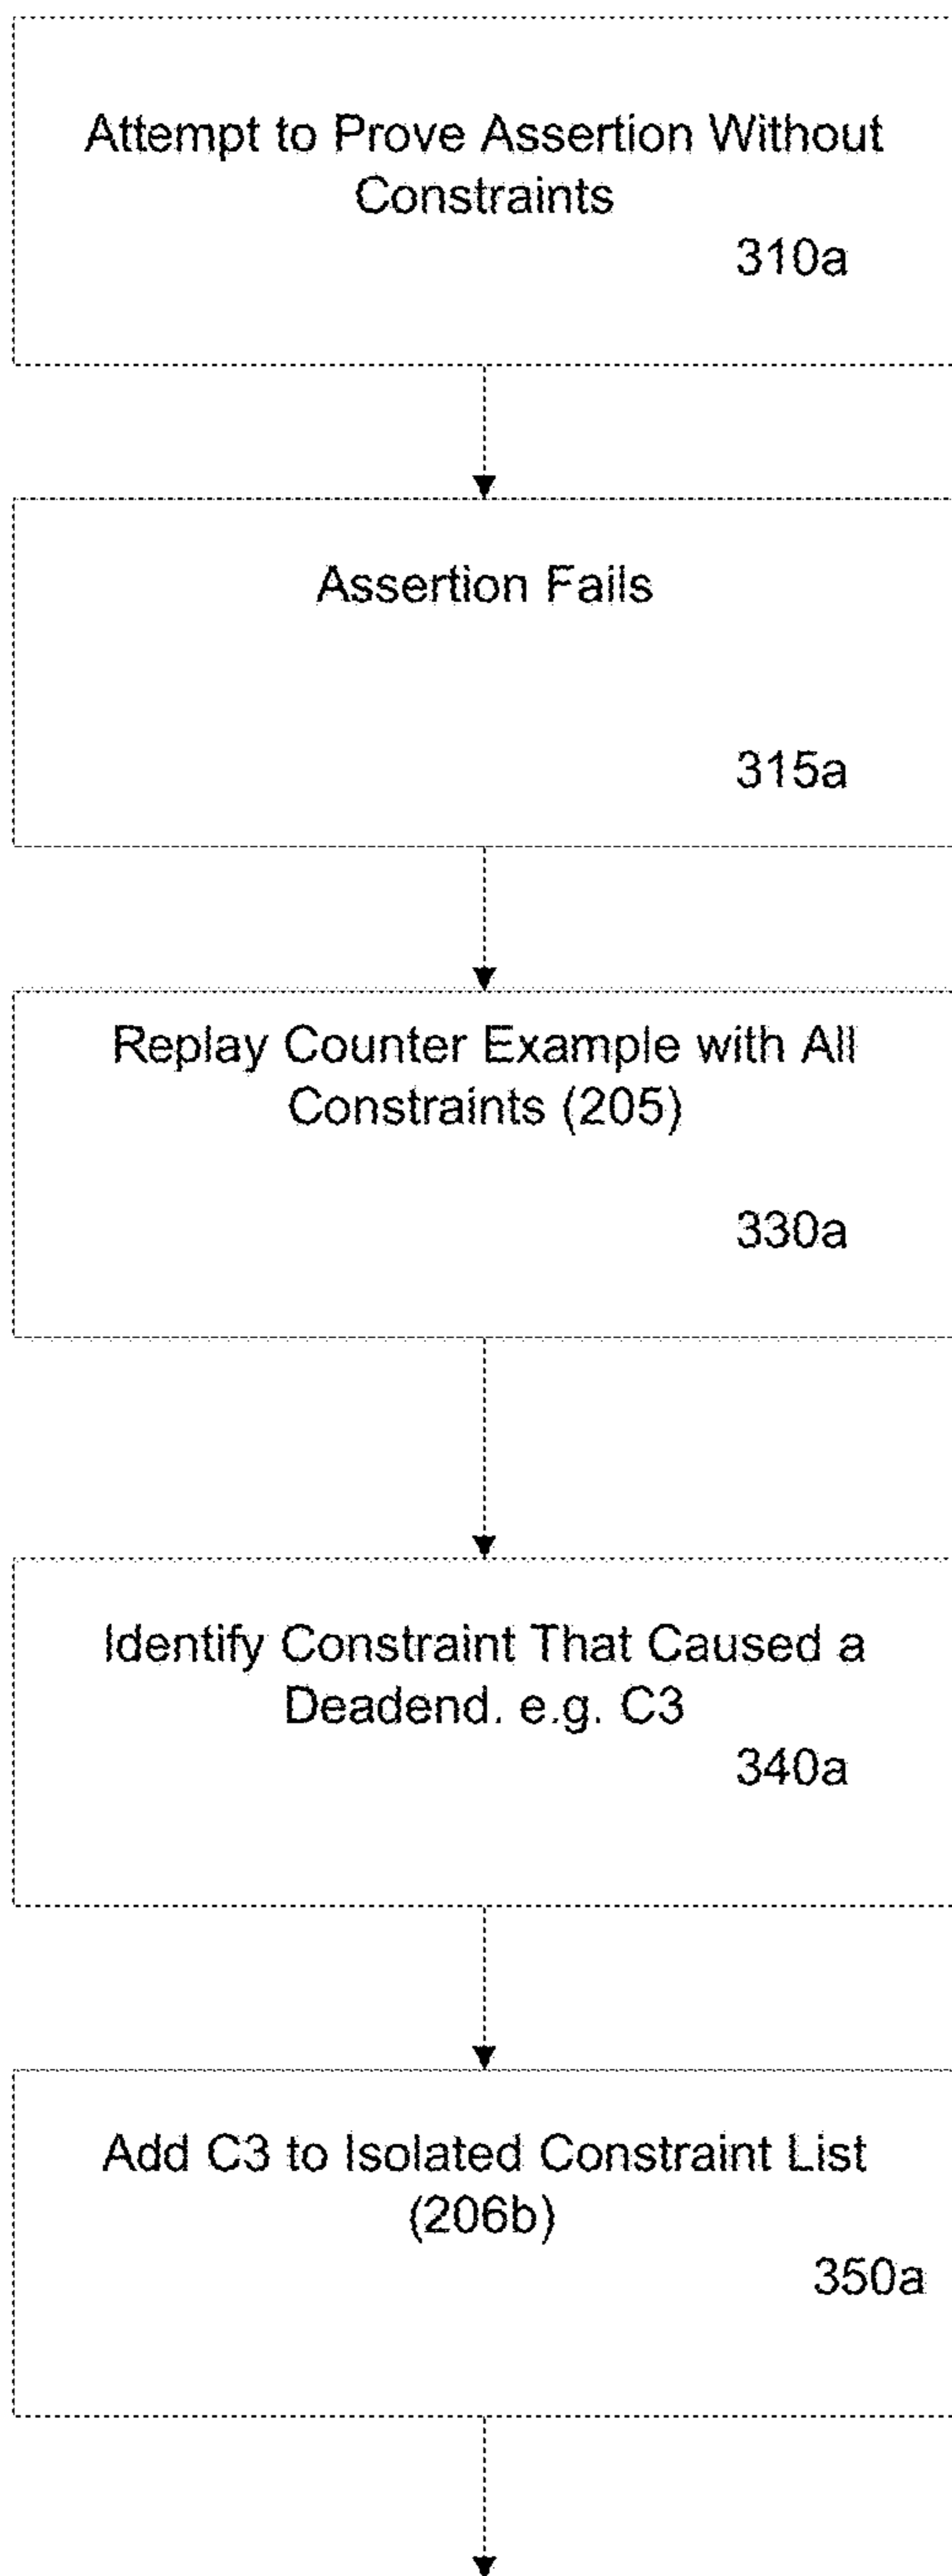 Attempt to Prove Assertion Without
Constraints
310a
Assertion Fails
315a
Replay Counter Example with All
Constraints (205)
330a
Identify Constraint That Caused a
Deadend. e.g. C3
340a
Add C3 to Isolated Constraint List
(206b)
350a